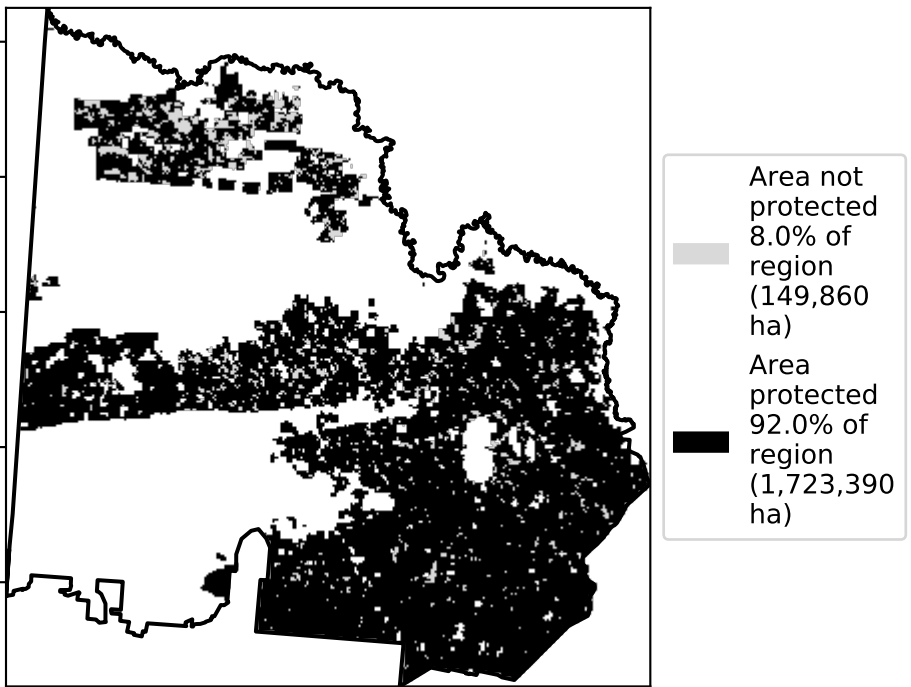 Area not
protected
8.0% of
region
(149,860
ha)
Area
protected
92.0% of
region
(1,723,390
ha)